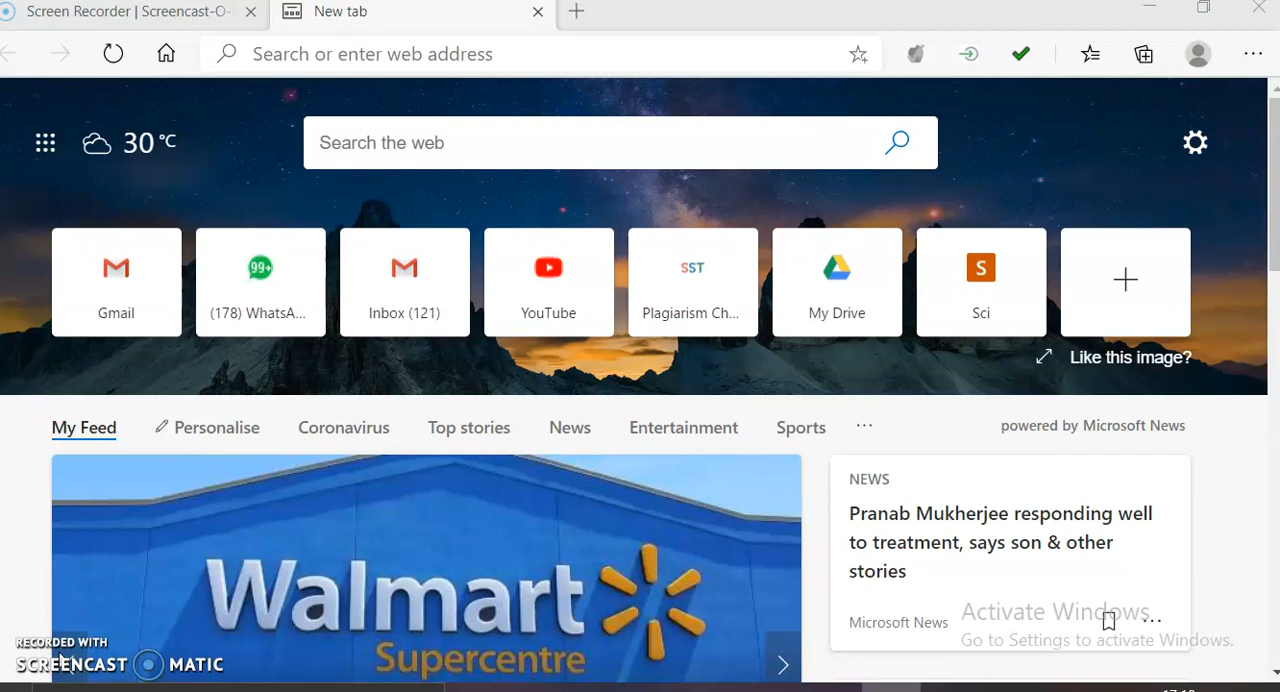 Screen Recorder | Screencast-O-
New tab
Search or enter web address
30 °C
Search the web
99+
SST
S
Gmail
(178) WhatsA...
Inbox (121)
YouTube
Plagiarism Ch...
My Drive
Sci
Like this image?
My Feed
Personalise
Coronavirus
Top stories
News
Entertainment
Sports
...
powered by Microsoft News
NEWS
Pranab Mukherjee responding well
to treatment, says son & other
stories
Microsoft News
Walmart
Supercentre
Activate Windows
Go to Settings to activate Windows.
RECORDED WITH
SCREENCAST MATIC